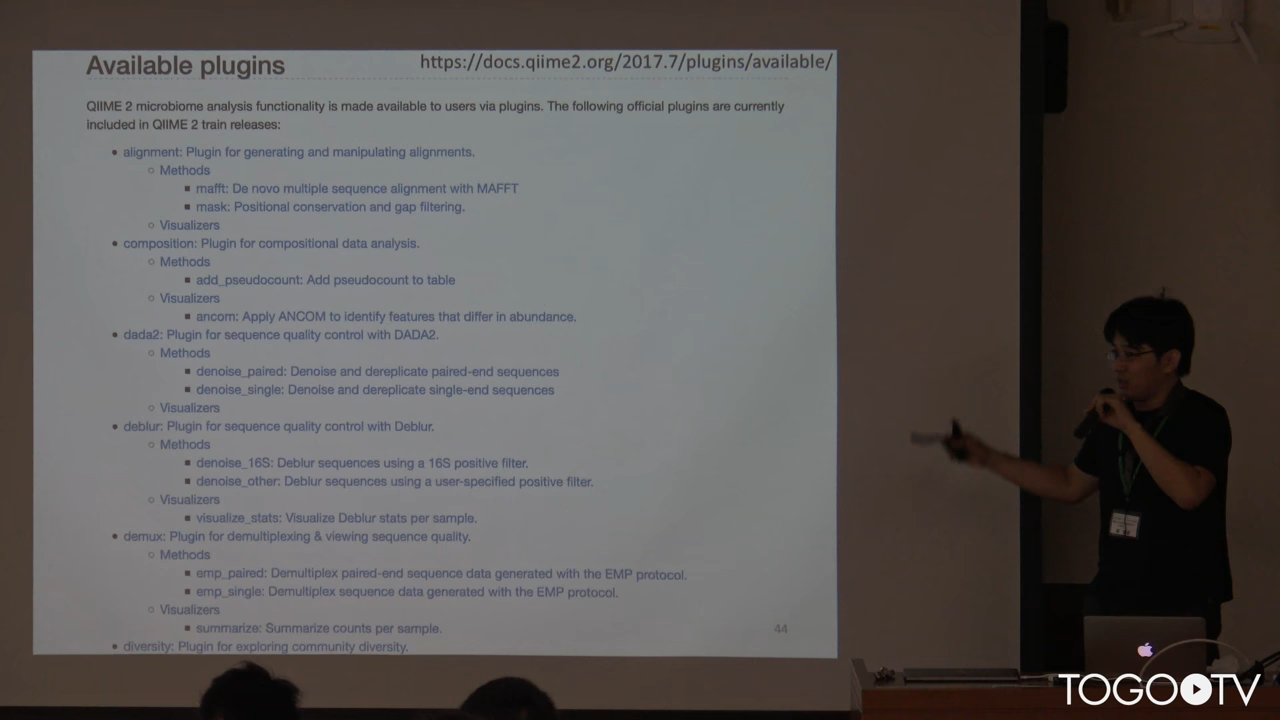 Available plugins
https://docs.qiime2.org/2017.7/plugins/available/
QIIME 2 microbiome analysis functionality is made available to users via plugins. The following official plugins are currently
included in QIIME 2 train releases:
• alignment: Plugin for generating and manipulating alignments.
○ Methods
▪ mafft: De novo multiple sequence alignment with MAFFT
▪ mask: Positional conservation and gap filtering.
○ Visualizers
• composition: Plugin for compositional data analysis.
○ Methods
▪ add_pseudocount: Add pseudocount to table
○ Visualizers
▪ ancom: Apply ANCOM to identify features that differ in abundance.
• dada2: Plugin for sequence quality control with DADA2.
○ Methods
▪ denoise_paired: Denoise and dereplicate paired-end sequences
▪ denoise_single: Denoise and dereplicate single-end sequences
○ Visualizers
• deblur: Plugin for sequence quality control with Deblur.
○ Methods
▪ denoise_16S: Deblur sequences using a 16S positive filter.
▪ denoise_other: Deblur sequences using a user-specified positive filter.
○ Visualizers
▪ visualize_stats: Visualize Deblur stats per sample.
• demux: Plugin for demultiplexing & viewing sequence quality.
○ Methods
▪ emp_paired: Demultiplex paired-end sequence data generated with the EMP protocol.
▪ emp_single: Demultiplex sequence data generated with the EMP protocol.
○ Visualizers
▪ summarize: Summarize counts per sample.
• diversity: Plugin for exploring community diversity.
44
TOGO TV